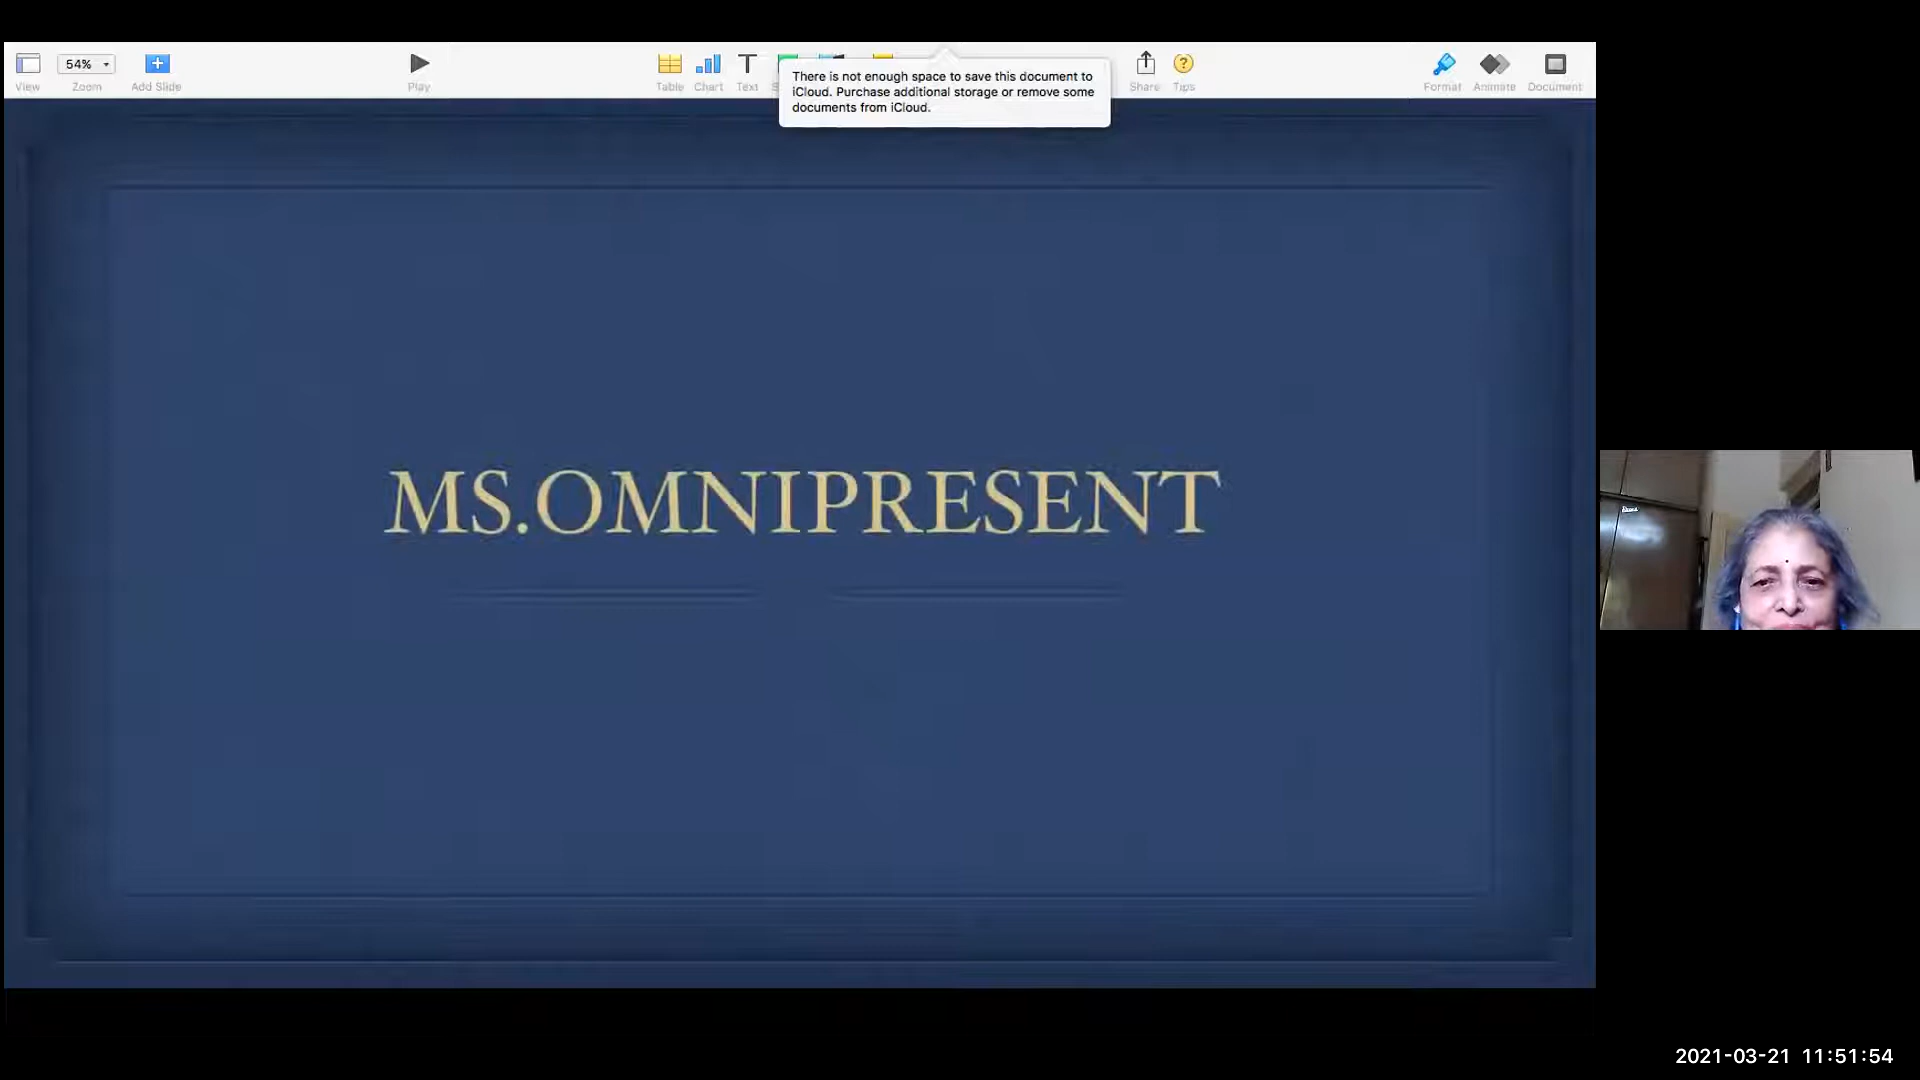 View
54%
Zoom
Add Slide
Play
Table
Chart
Text
Share
Tips
Format
Animate
Document
There is not enough space to save this document to
iCloud. Purchase additional storage or remove some
documents from iCloud.
MS.OMNIPRESENT
2021-03-21 11:51:54